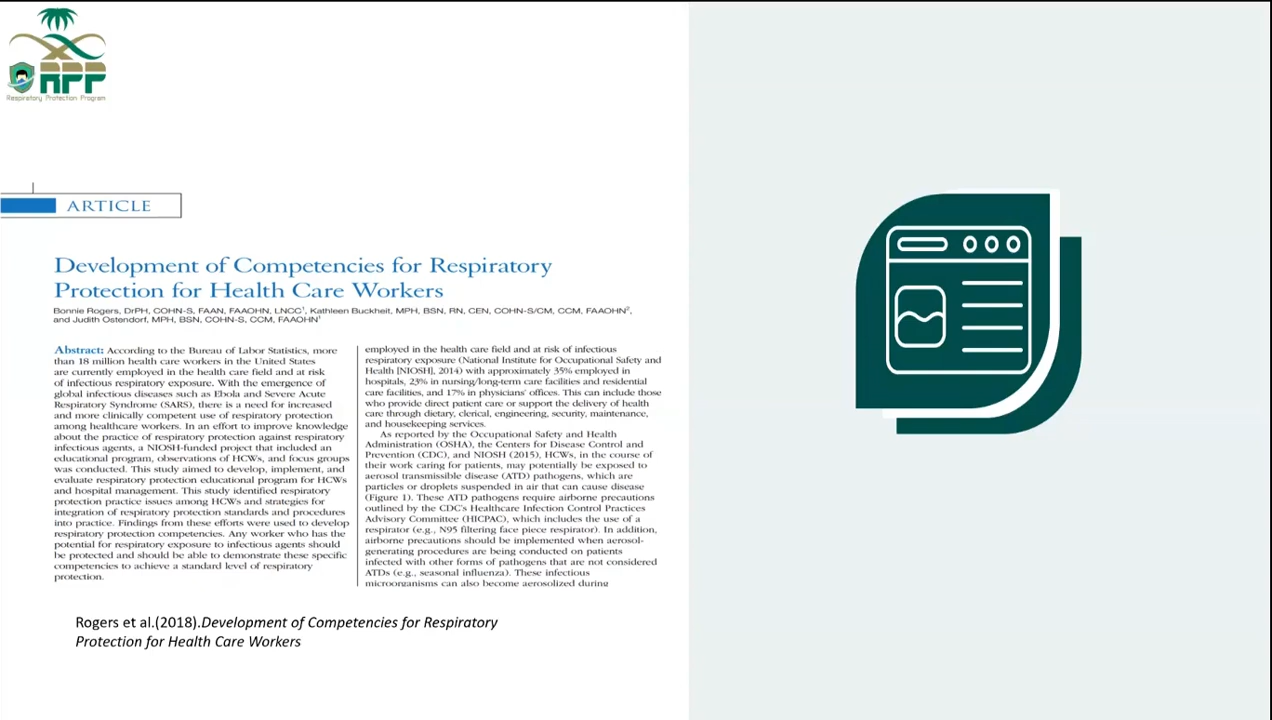 RPP
Respiratory Protection Program
ARTICLE
Development of Competencies for Respiratory
Protection for Health Care Workers
Bonnie Rogers, DrPH, COHN-S, FAAN, FAAOHN, LNCC¹, Kathleen Buckheit, MPH, BSN, RN, CEN, COHN-S/CM, CCM, FAAOHN²,
and Judith Ostendorf, MPH, BSN, COHN-S, CCM, FAAOHN¹
Abstract: According to the Bureau of Labor Statistics, more
than 18 million health care workers in the United States
are currently employed in the health care field and at risk
of infectious respiratory exposure. With the emergence of
global infectious diseases such as Ebola and Severe Acute
Respiratory Syndrome (SARS), there is a need for increased
and more clinically competent use of respiratory protection
among healthcare workers. In an effort to improve knowledge
about the practice of respiratory protection against respiratory
infectious agents, a NIOSH-funded project that included an
educational program, observations of HCWs, and focus groups
was conducted. This study aimed to develop, implement, and
evaluate respiratory protection educational program for HCWs
and hospital management. This study identified respiratory
protection practice issues among HCWs and strategies for
integration of respiratory protection standards and procedures
into practice. Findings from these efforts were used to develop
respiratory protection competencies. Any worker who has the
potential for respiratory exposure to infectious agents should
be protected and should be able to demonstrate these specific
competencies to achieve a standard level of respiratory
protection.
employed in the health care field and at risk of infectious
respiratory exposure (National Institute for Occupational Safety and
Health [NIOSH], 2014) with approximately 35% employed in
hospitals, 23% in nursing/long-term care facilities and residential
care facilities, and 17% in physicians' offices. This can include those
who provide direct patient care or support the delivery of health
care through dietary, clerical, engineering, security, maintenance,
and housekeeping services.
As reported by the Occupational Safety and Health
Administration (OSHA), the Centers for Disease Control and
Prevention (CDC), and NIOSH (2015), HCWs, in the course of
their work caring for patients, may potentially be exposed to
aerosol transmissible disease (ATD) pathogens, which are
particles or droplets suspended in air that can cause disease
(Figure 1). These ATD pathogens require airborne precautions
outlined by the CDC's Healthcare Infection Control Practices
Advisory Committee (HICPAC), which includes the use of a
respirator (e.g., N95 filtering face piece respirator). In addition,
airborne precautions should be implemented when aerosol-
generating procedures are being conducted on patients
infected with other forms of pathogens that are not considered
ATDs (e.g., seasonal influenza). These infectious
microorganisms can also become aerosolized during
Rogers et al.(2018).Development of Competencies for Respiratory
Protection for Health Care Workers